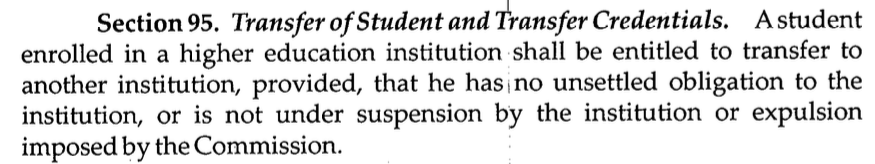 Section 95. Transfer of Student and Transfer Credentials. A student
enrolled in a higher education institution shall be entitled to transfer to
another institution, provided, that he has no unsettled obligation to the
institution, or is not under suspension by the institution or expulsion
imposed by the Commission.